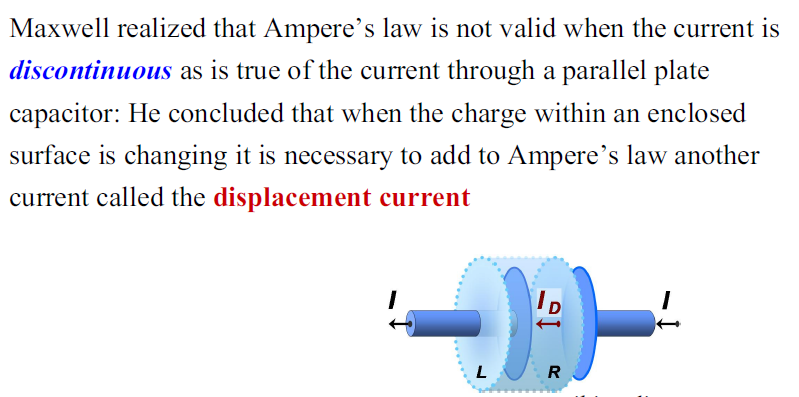 Maxwell realized that Ampere’s law is not valid when the current is
discontinuous as is true of the current through a parallel plate
capacitor: He concluded that when the charge within an enclosed
surface is changing it is necessary to add to Ampere’s law another
current called the displacement current
I
I D
I
L
R